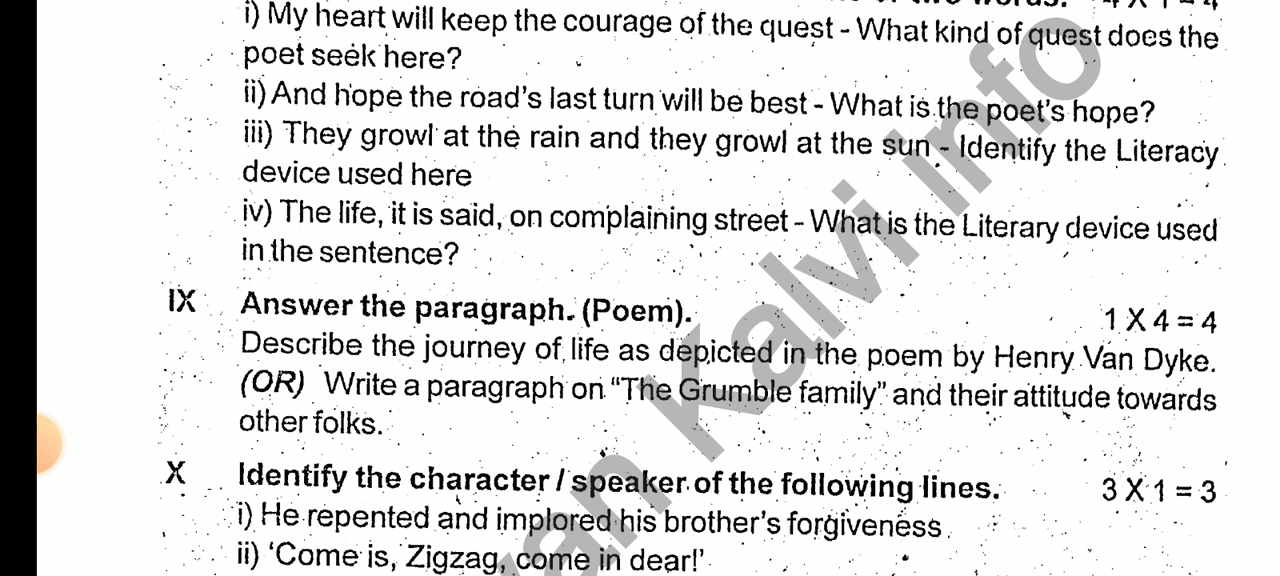 i) My heart will keep the courage of the quest - What kind of quest does the
poet seek here?
ii) And hope the road's last turn will be best - What is the poet's hope?
iii) They growl at the rain and they growl at the sun - Identify the Literacy
device used here
iv) The life, it is said, on complaining street - What is the Literary device used
in the sentence?
IX Answer the paragraph. (Poem). 1 X 4 = 4
Describe the journey of life as depicted in the poem by Henry Van Dyke.
(OR) Write a paragraph on "The Grumble family" and their attitude towards
other folks.
X Identify the character / speaker of the following lines. 3 X 1 = 3
i) He repented and implored his brother's forgiveness
ii) 'Come is, Zigzag, come in dear!'
Kalvi Info